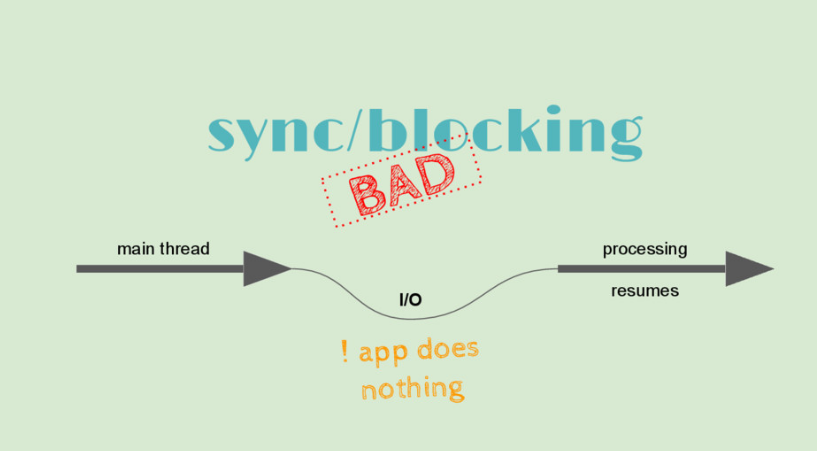 sync/blocking
BAD
main thread
processing
I/O
resumes
! app does
nothing